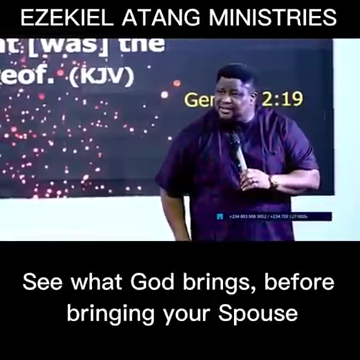 EZEKIEL ATANG MINISTRIES
t [was] the
eof. (KJV)
Gen 2:19
See what God brings, before
bringing your Spouse